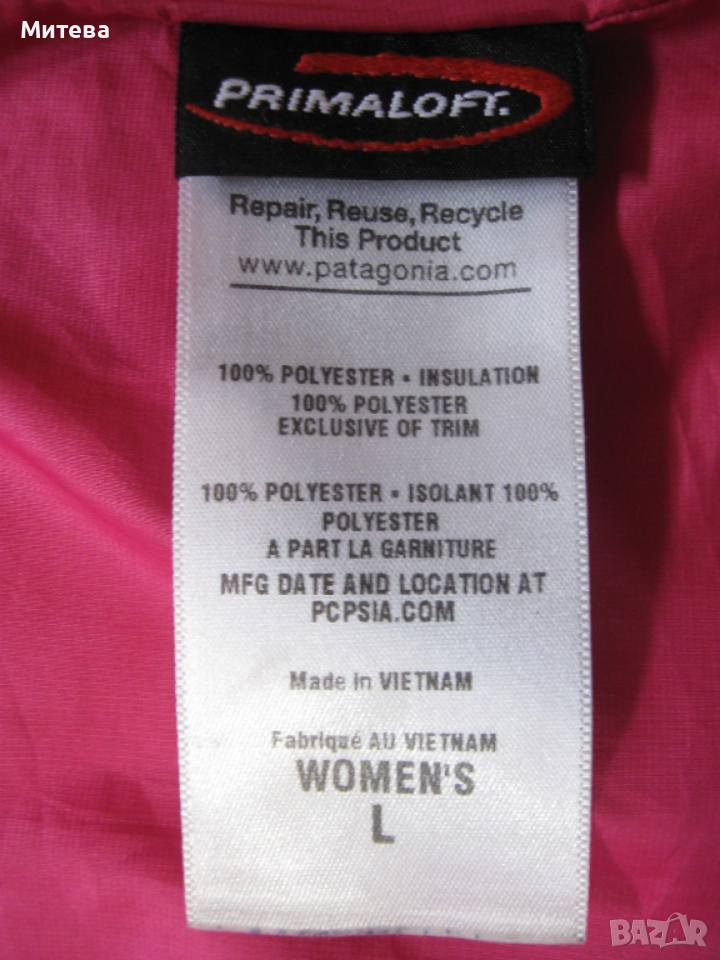 Митева
PRIMALOFT.
Repair, Reuse, Recycle
This Product
www.patagonia.com
100% POLYESTER • INSULATION
100% POLYESTER
EXCLUSIVE OF TRIM
100% POLYESTER • ISOLANT 100%
POLYESTER
A PART LA GARNITURE
MFG DATE AND LOCATION AT
PCPSIA.COM
Made in VIETNAM
Fabriqué AU VIETNAM
WOMEN'S
L
BAZAR